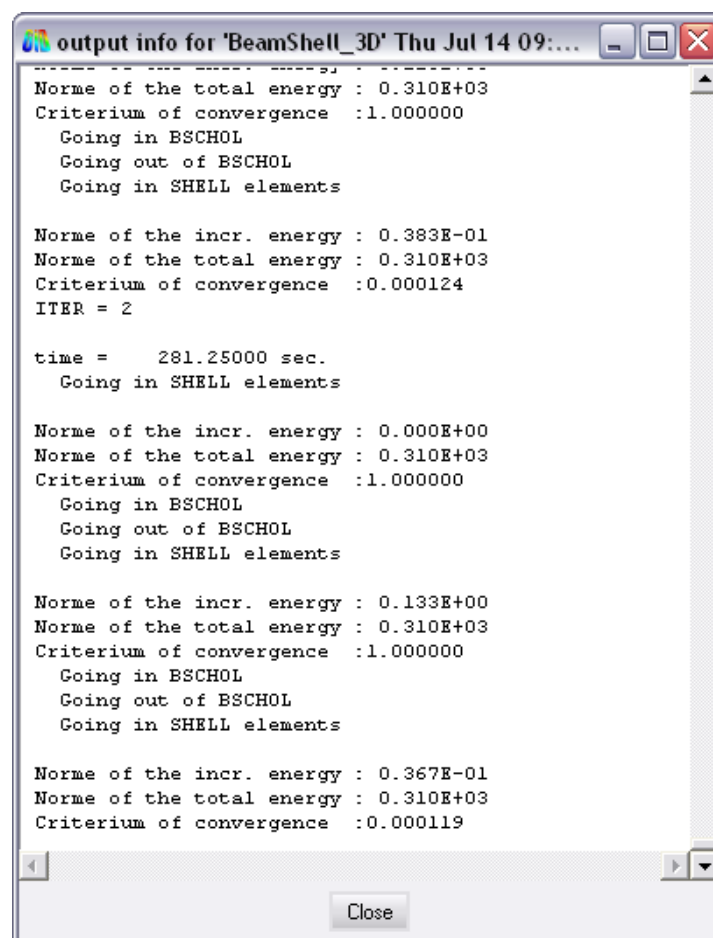 output info for 'BeamShell_3D' Thu Jul 14 09:...
Norme of the total energy : 0.310E+03
Criterium of convergence  :1.000000
Going in BSCHOL
Going out of BSCHOL
Going in SHELL elements
Norme of the incr. energy : 0.383E-01
Norme of the total energy : 0.310E+03
Criterium of convergence  :0.000124
ITER = 2
time =    281.25000 sec.
Going in SHELL elements
Norme of the incr. energy : 0.000E+00
Norme of the total energy : 0.310E+03
Criterium of convergence  :1.000000
Going in BSCHOL
Going out of BSCHOL
Going in SHELL elements
Norme of the incr. energy : 0.133E+00
Norme of the total energy : 0.310E+03
Criterium of convergence  :1.000000
Going in BSCHOL
Going out of BSCHOL
Going in SHELL elements
Norme of the incr. energy : 0.367E-01
Norme of the total energy : 0.310E+03
Criterium of convergence  :0.000119
Close